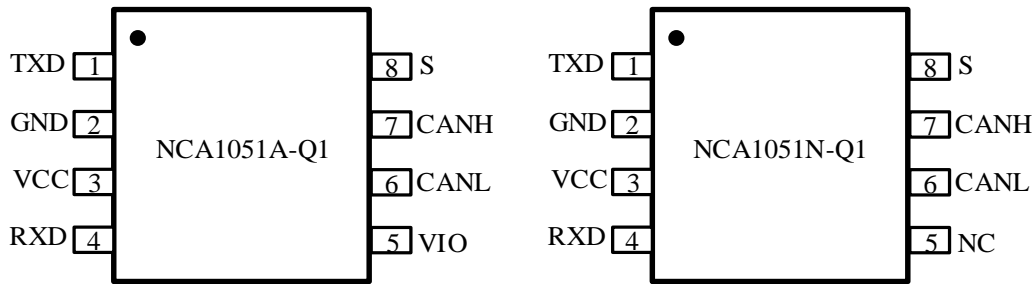 TXD 1 8 S TXD 1 8 S
GND 2 7 CANH GND 2 7 CANH
NCA1051A-Q1 NCA1051N-Q1
VCC 3 6 CANL VCC 3 6 CANL
RXD 4 5 VIO RXD 4 5 NC